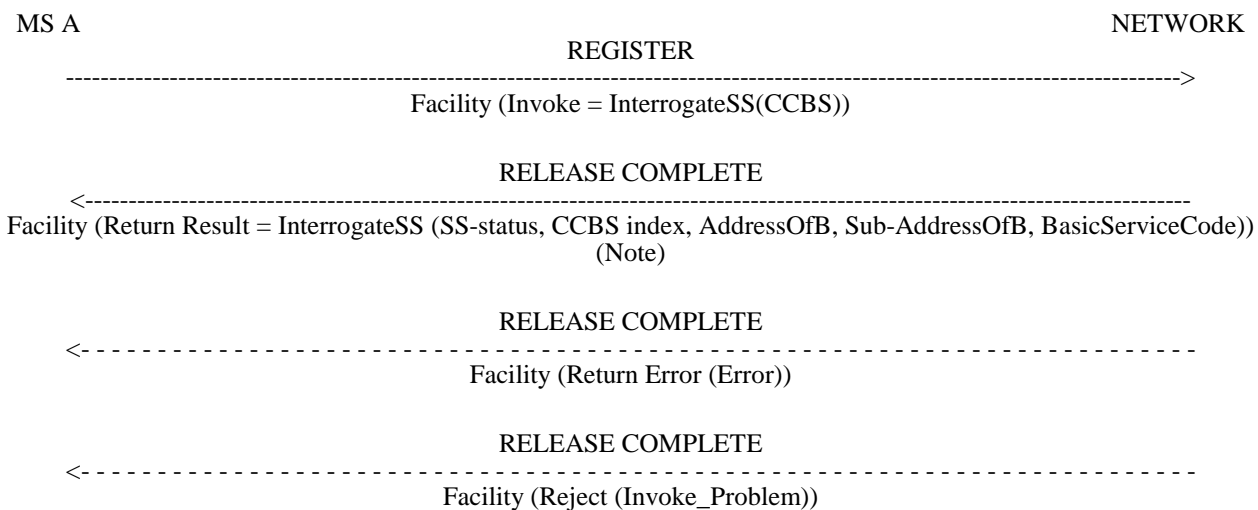 MS A NETWORK
REGISTER
------------------------------------------------------------------------------------------------------------------------------------>
Facility (Invoke = InterrogateSS(CCBS))
RELEASE COMPLETE
<------------------------------------------------------------------------------------------------------------------------------------
Facility (Return Result = InterrogateSS (SS-status, CCBS index, AddressOfB, Sub-AddressOfB, BasicServiceCode))
(Note)
RELEASE COMPLETE
<- - - - - - - - - - - - - - - - - - - - - - - - - - - - - - - - - - - - - - - - - - - - - - - - - - - - - - - - - - -
Facility (Return Error (Error))
RELEASE COMPLETE
<- - - - - - - - - - - - - - - - - - - - - - - - - - - - - - - - - - - - - - - - - - - - - - - - - - - - - - - - - - -
Facility (Reject (Invoke_Problem))